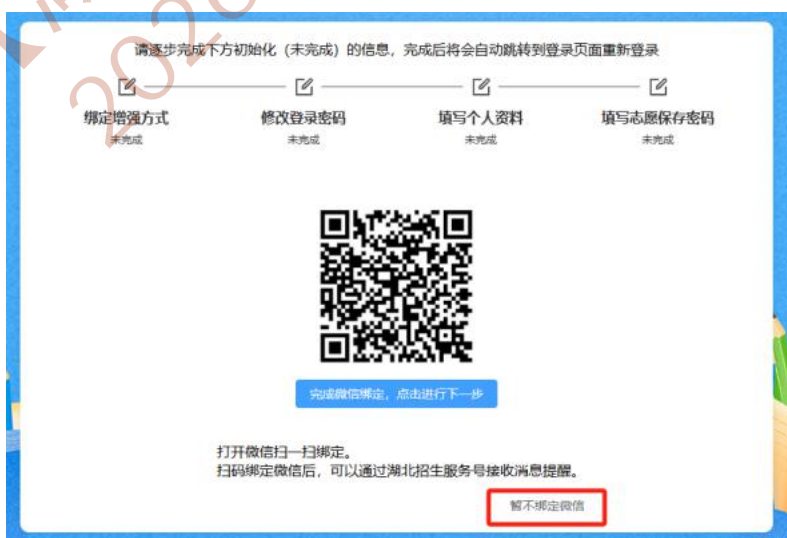 请逐步完成下方初始化（未完成）的信息，完成后将会自动跳转到登录页面重新登录
绑定增强方式 修改登录密码 填写个人资料 填写志愿保存密码
未完成 未完成 未完成 未完成
完成微信绑定，点击进行下一步
打开微信扫一扫绑定。
扫码绑定微信后，可以通过湖北招生服务号接收消息提醒。
暂不绑定微信